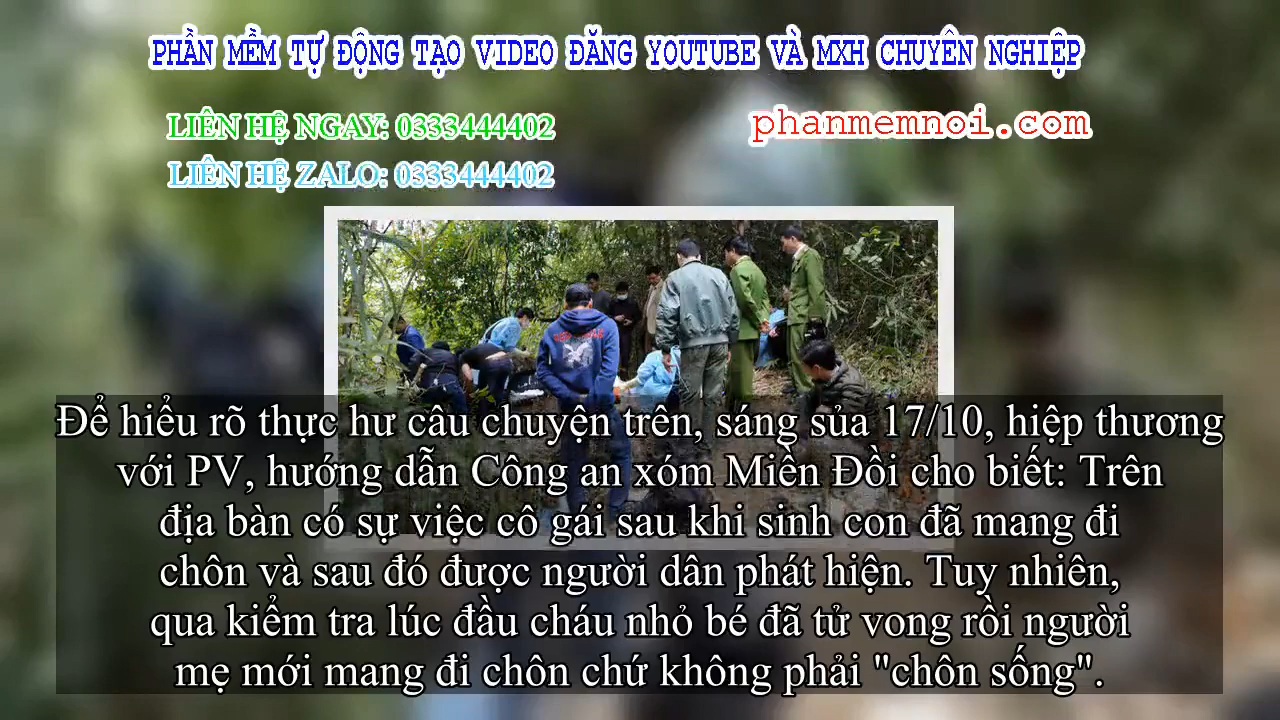 PHẦN MỀM TỰ ĐỘNG TẠO VIDEO ĐĂNG YOUTUBE VÀ MXH CHUYÊN NGHIỆP
LIÊN HỆ NGAY: 0333444402
phanmemnoi.com
LIÊN HỆ ZALO: 0333444402
Để hiểu rõ thực hư câu chuyện trên, sáng sủa 17/10, hiệp thương
với PV, hướng dẫn Công an xóm Miền Đồi cho biết: Trên
địa bàn có sự việc cô gái sau khi sinh con đã mang đi
chôn và sau đó được người dân phát hiện. Tuy nhiên,
qua kiểm tra lúc đầu cháu nhỏ bé đã tử vong rồi người
mẹ mới mang đi chôn chứ không phải "chôn sống".